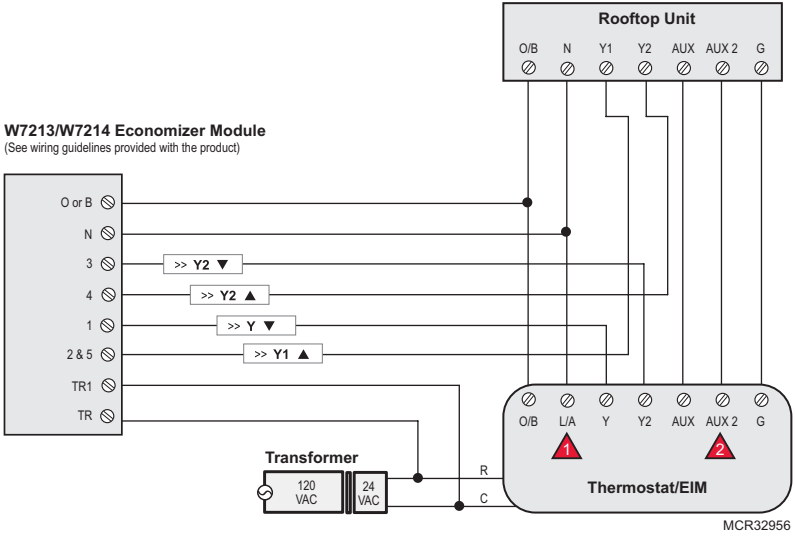 Rooftop Unit
O/B N Y1 Y2 AUX AUX 2 G
W7213/W7214 Economizer Module
(See wiring guidelines provided with the product)
O or B
N
3 >> Y2 ▼
4 >> Y2 ▲
1 >> Y ▼
2 & 5 >> Y1 ▲
TR1
TR
O/B L/A Y Y2 AUX AUX 2 G
1 2
Transformer
120 VAC
24 VAC
R
C
Thermostat/EIM
MCR32956